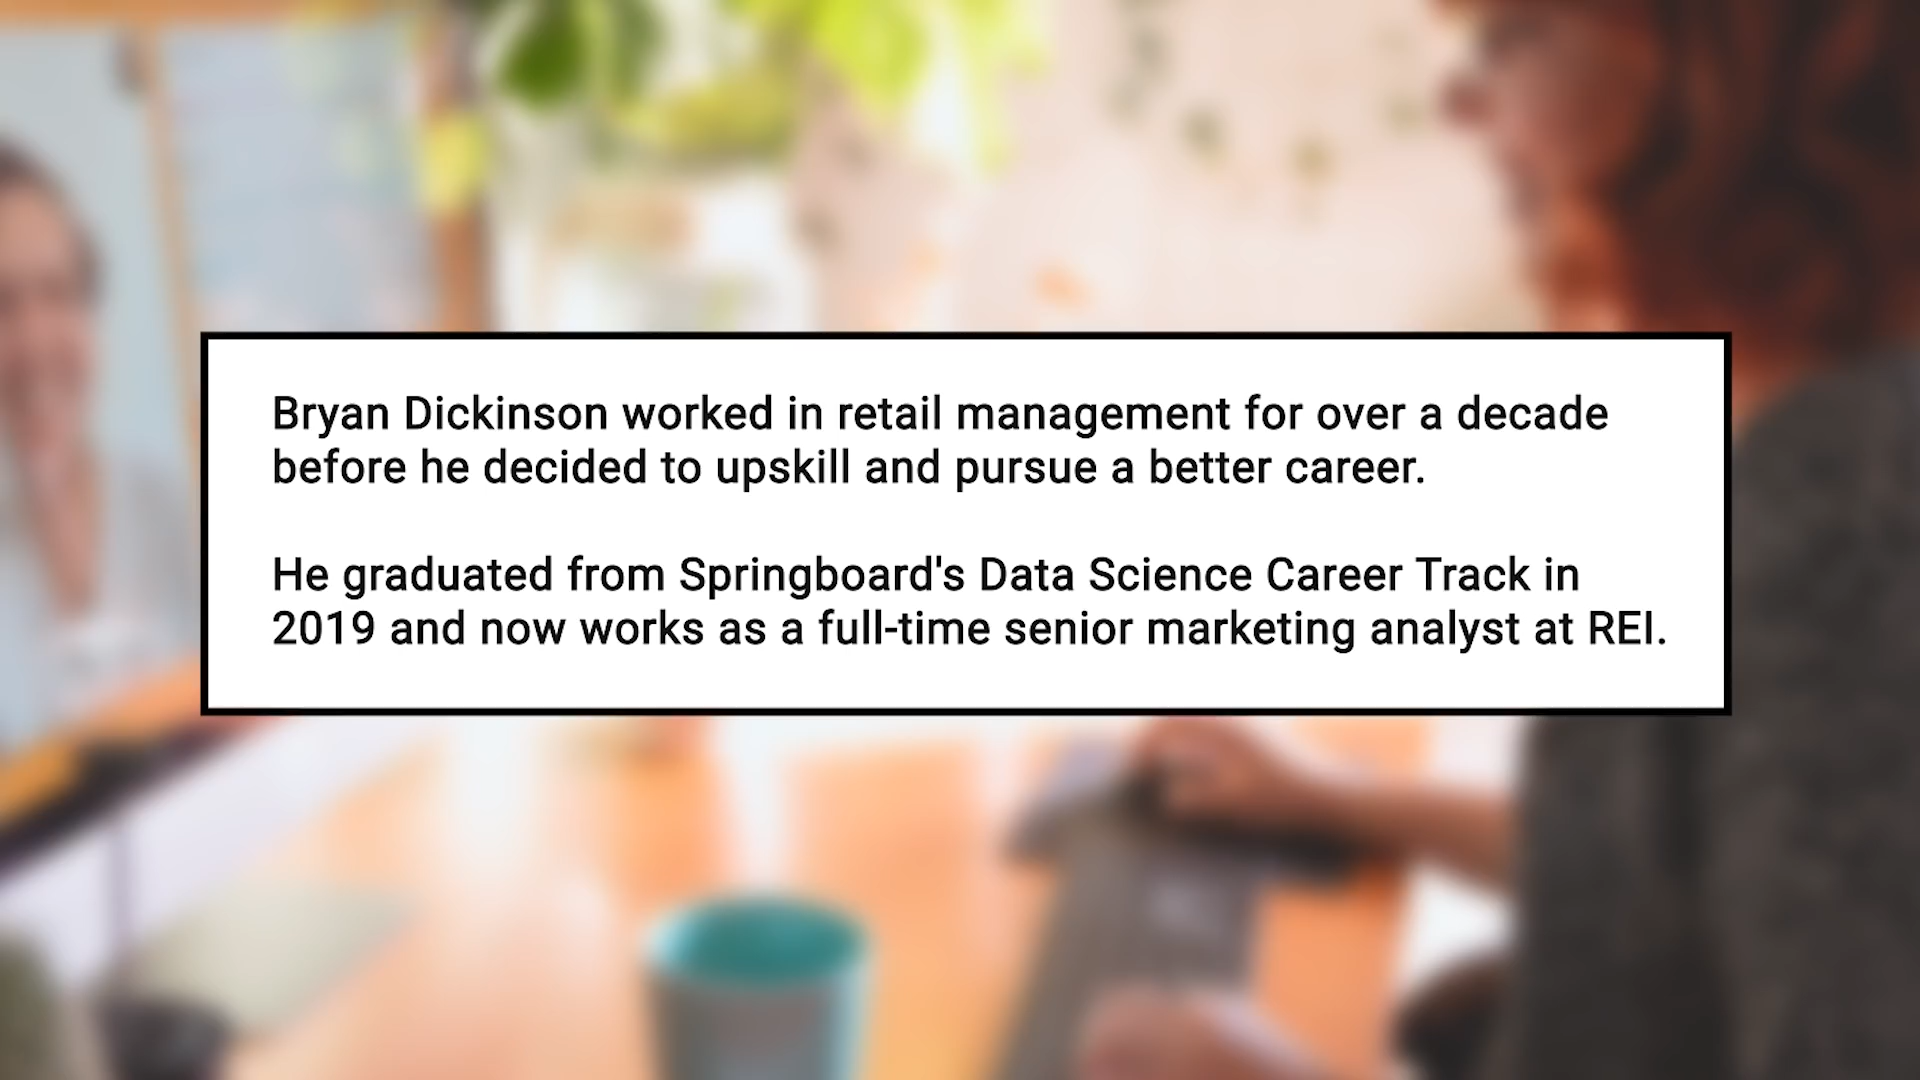 Bryan Dickinson worked in retail management for over a decade
before he decided to upskill and pursue a better career.
He graduated from Springboard's Data Science Career Track in
2019 and now works as a full-time senior marketing analyst at REI.